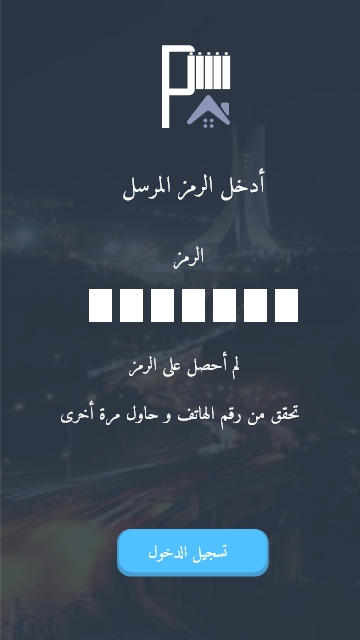 أدخل الرمز المرسل
الرمز
لم أحصل على الرمز
تحقق من رقم الهاتف و حاول مرة أخرى
تسجيل الدخول